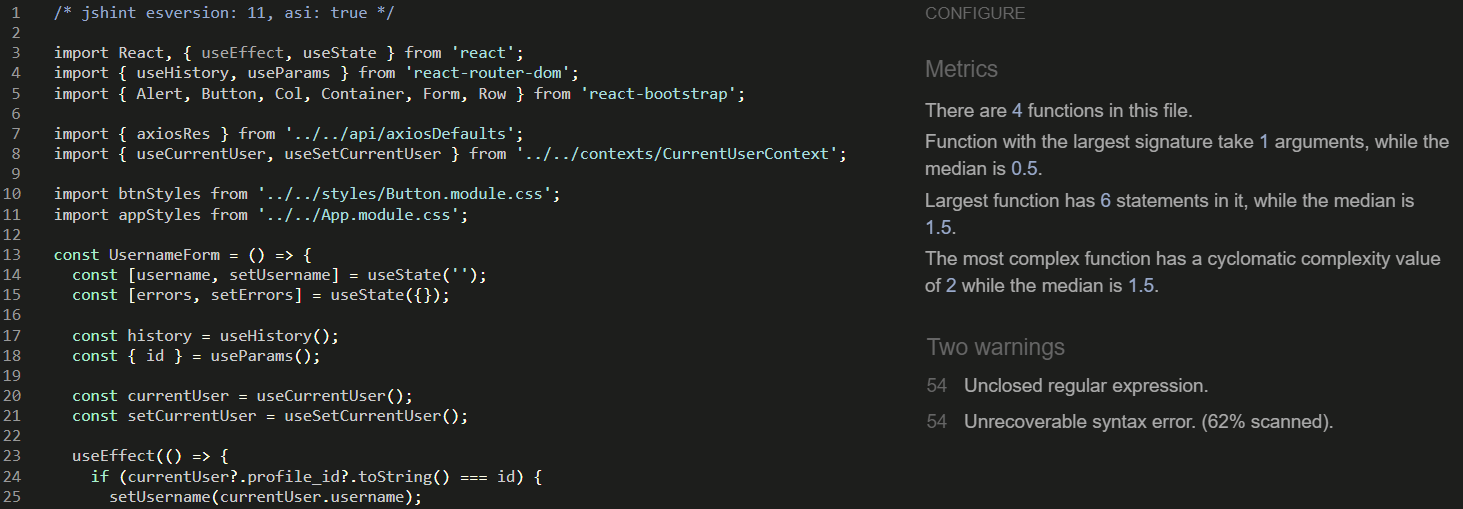 1 /* jshint esversion: 11, asi: true */
2
3 import React, { useEffect, useState } from 'react';
4 import { useHistory, useParams } from 'react-router-dom';
5 import { Alert, Button, Col, Container, Form, Row } from 'react-bootstrap';
6
7 import { axiosRes } from '../../api/axiosDefaults';
8 import { useCurrentUser, useSetCurrentUser } from '../../contexts/CurrentUserContext';
9
10 import btnStyles from '../../styles/Button.module.css';
11 import appStyles from '../../App.module.css';
12
13 const UsernameForm = () => {
14 const [username, setUsername] = useState('');
15 const [errors, setErrors] = useState({});
16
17 const history = useHistory();
18 const { id } = useParams();
19
20 const currentUser = useCurrentUser();
21 const setCurrentUser = useSetCurrentUser();
22
23 useEffect(() => {
24 if (currentUser?.profile_id?.toString() === id) {
25 setUsername(currentUser.username);
CONFIGURE
Metrics
There are 4 functions in this file.
Function with the largest signature take 1 arguments, while the
median is 0.5.
Largest function has 6 statements in it, while the median is
1.5.
The most complex function has a cyclomatic complexity value
of 2 while the median is 1.5.
Two warnings
54 Unclosed regular expression.
54 Unrecoverable syntax error. (62% scanned).